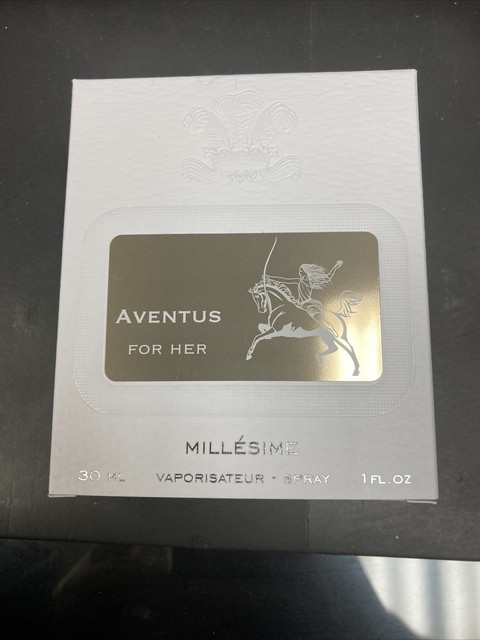 AVENTUS
FOR HER
MILLÉSIME
30 ML VAPORISATEUR - SPRAY 1 FL.OZ